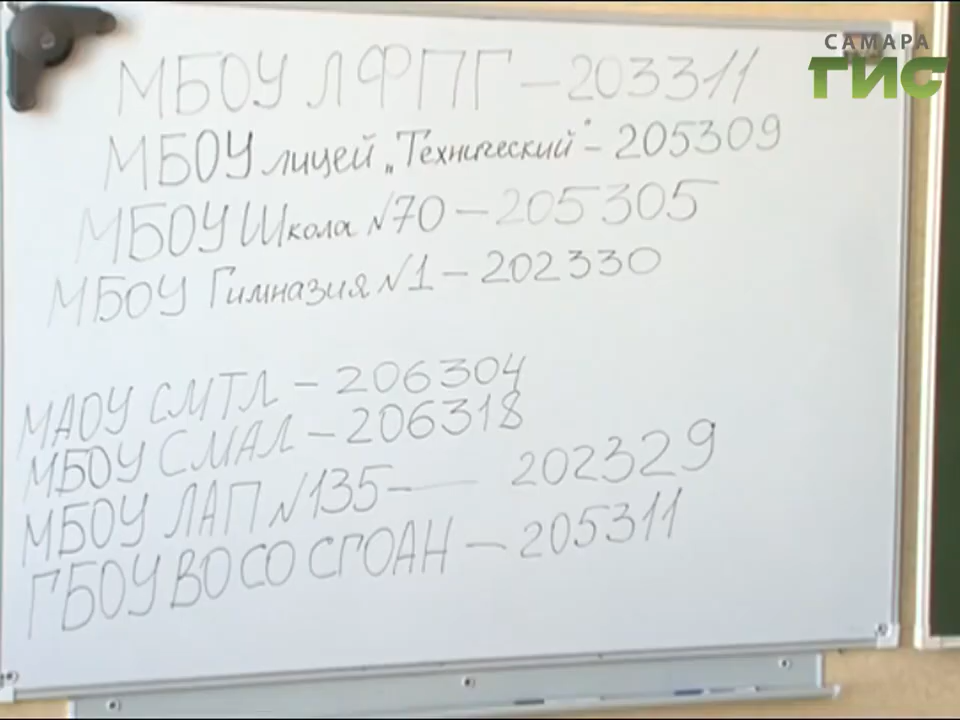 САМАРА
ГИС
МБОУ ЛФПГ – 203311
МБОУ лицей „Технический" – 205309
МБОУ Школа №70 – 205305
МБОУ Гимназия №1 – 202330
МАОУ СМТЛ – 206304
МБОУ СМАЛ – 206318
МБОУ ЛАП №135 – 202329
ГБОУ ВО СО СГОАН – 205311